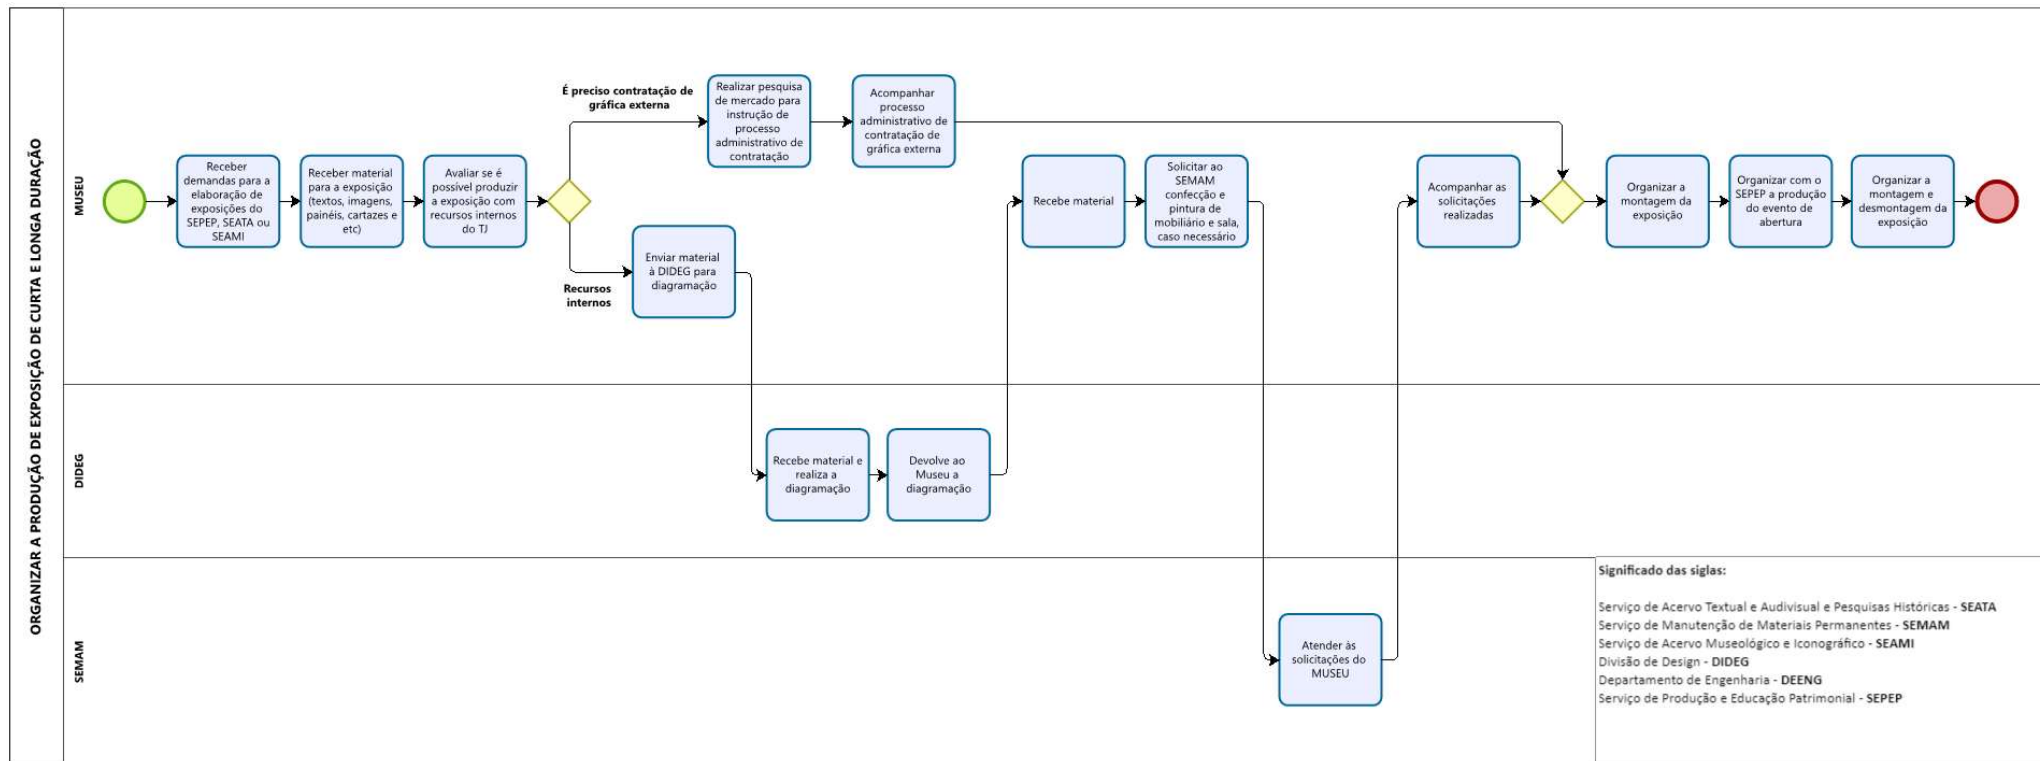 ORGANIZAR A PRODUÇÃO DE EXPOSIÇÃO DE CURTA E LONGA DURAÇÃO
MUSEU
Receber
demandas para a
elaboração de
exposições do
SEPEP, SEATA ou
SEAMI
Receber material
para a exposição
(textos, imagens,
painéis, cartazes e
etc)
Avaliar se é
possível produzir
a exposição com
recursos internos
do TJ
É preciso contratação de
gráfica externa
Realizar pesquisa
de mercado para
instrução de
processo
administrativo de
contratação
Acompanhar
processo
administrativo de
contratação de
gráfica externa
Recursos
internos
Enviar material
à DIDEG para
diagramação
Recebe material
Solicitar ao
SEMAM
confecção e
pintura de
mobiliário e sala,
caso necessário
Acompanhar as
solicitações
realizadas
Organizar a
montagem da
exposição
Organizar com o
SEPEP a produção
do evento de
abertura
Organizar a
montagem e
desmontagem da
exposição
DIDEG
Recebe material e
realiza a
diagramação
Devolve ao
Museu a
diagramação
SEMAM
Atender às
solicitações do
MUSEU
Significado das siglas:
Serviço de Acervo Textual e Audivisual e Pesquisas Históricas - SEATA
Serviço de Manutenção de Materiais Permanentes - SEMAM
Serviço de Acervo Museológico e Iconográfico - SEAMI
Divisão de Design - DIDEG
Departamento de Engenharia - DEENG
Serviço de Produção e Educação Patrimonial - SEPEP